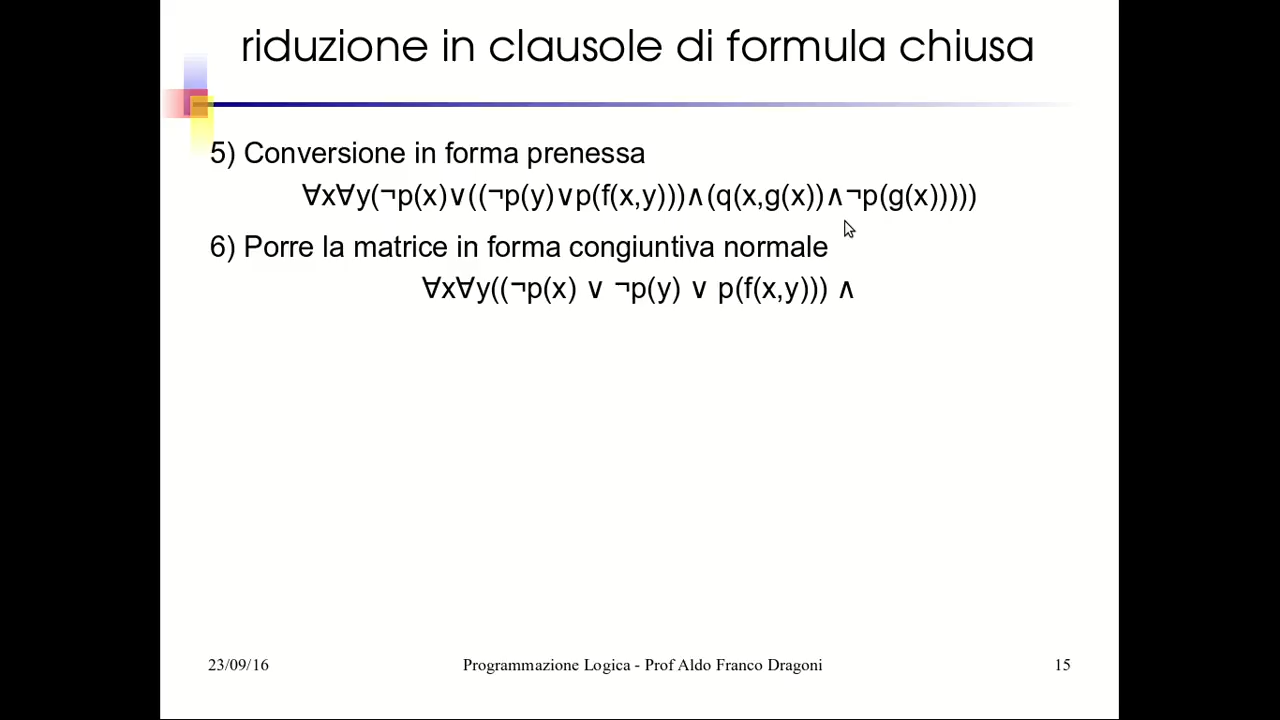 riduzione in clausole di formula chiusa
5) Conversione in forma prenessa
∀x∀y(¬p(x)∨((¬p(y)∨p(f(x,y)))∧(q(x,g(x))∧¬p(g(x)))))
6) Porre la matrice in forma congiuntiva normale
∀x∀y((¬p(x) ∨ ¬p(y) ∨ p(f(x,y))) ∧
23/09/16
Programmazione Logica - Prof Aldo Franco Dragoni
15